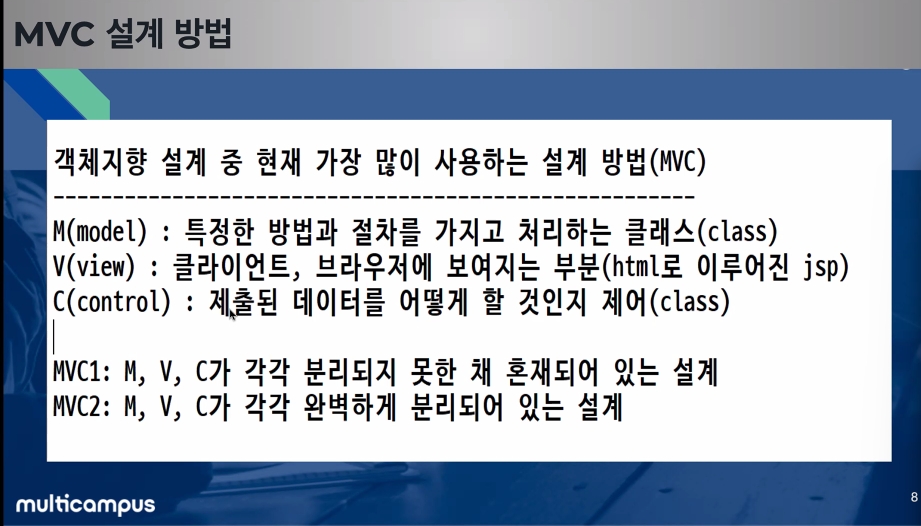 MVC 설계 방법
객체지향 설계 중 현재 가장 많이 사용하는 설계 방법(MVC)
------------------------------------------------------
M(model) : 특정한 방법과 절차를 가지고 처리하는 클래스(class)
V(view) : 클라이언트, 브라우저에 보여지는 부분(html로 이루어진 jsp)
C(control) : 제출된 데이터를 어떻게 할 것인지 제어(class)
MVC1: M, V, C가 각각 분리되지 못한 채 혼재되어 있는 설계
MVC2: M, V, C가 각각 완벽하게 분리되어 있는 설계
multicampus
8